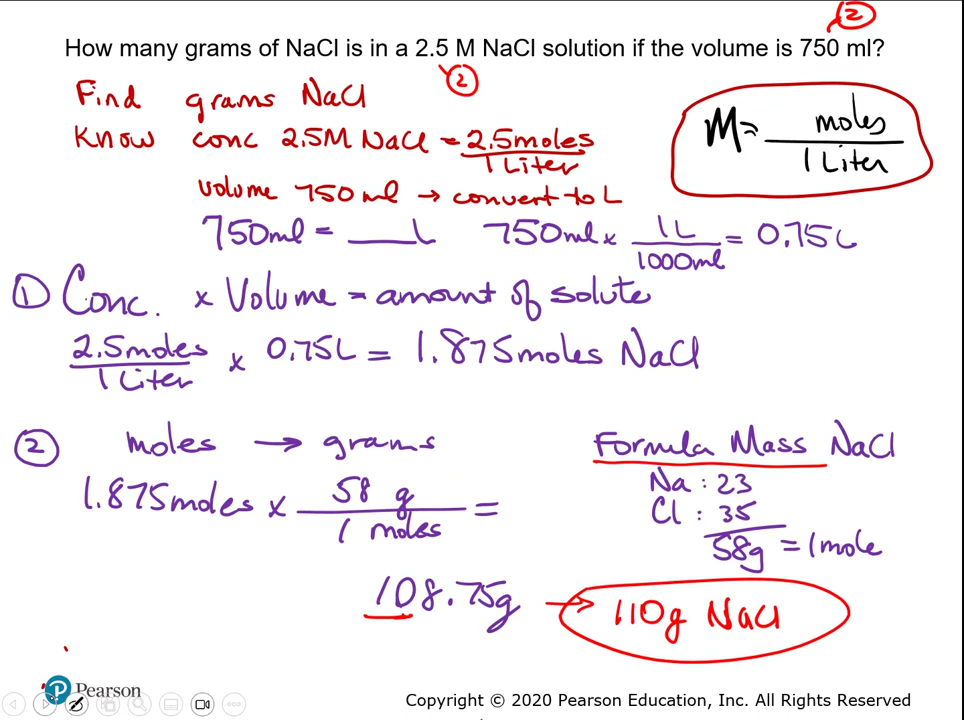 ②
How many grams of NaCl is in a 2.5 M NaCl solution if the volume is 750 ml?
②
Find grams NaCl
Know conc 2.5M NaCl = 2.5moles / 1 Liter
M = moles / 1 Liter
volume 750 ml → convert to L
750ml = ___L 750ml x 1L / 1000ml = 0.75L
① Conc. x Volume = amount of solute
2.5moles / 1 Liter x 0.75L = 1.875moles NaCl
② moles → grams
Formula Mass NaCl
Na : 23
1.875moles x 58 g / 1 moles =
Cl : 35
58g = 1mole
108.75g → 110g NaCl
Pearson
Copyright © 2020 Pearson Education, Inc. All Rights Reserved